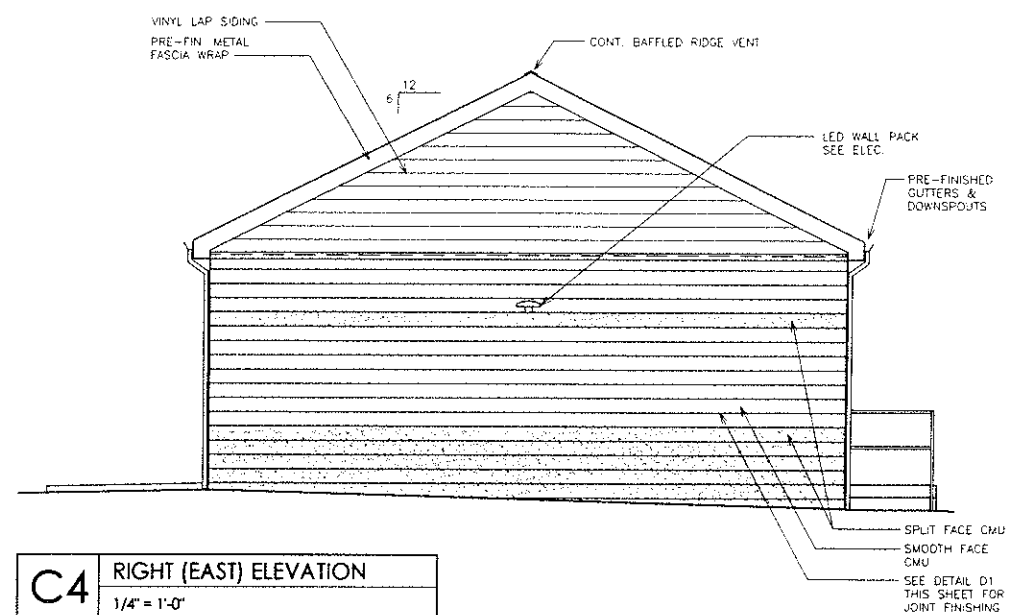 VINYL LAP SIDING
PRE-FIN METAL
FASCIA WRAP
CONT. BAFFLED RIDGE VENT
12
6
LED WALL PACK
SEE ELEC.
PRE-FINISHED
GUTTERS &
DOWNSPOUTS
SPLIT FACE CMU
SMOOTH FACE
CMU
SEE DETAIL D1
THIS SHEET FOR
JOINT FINISHING
C4
RIGHT (EAST) ELEVATION
1/4" = 1'-0"